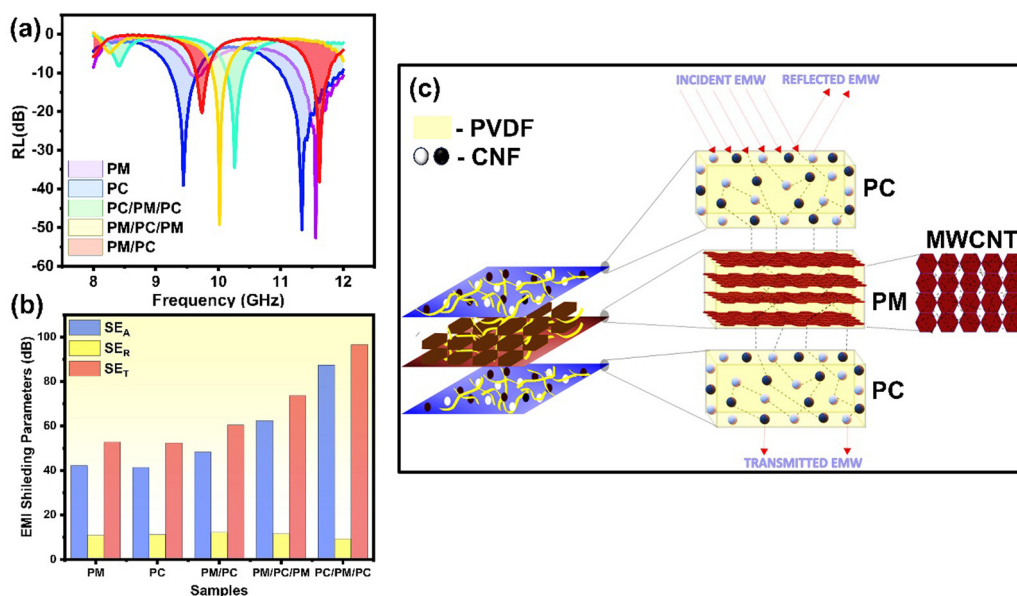 (a)
0
-10
-20
-30
-40
-50
-60
RL(dB)
PM
PC
PC/PM/PC
PM/PC/PM
PM/PC
8 9 10 11 12
Frequency (GHz)
(b)
100
80
60
40
20
0
EMI Shileding Parameters (dB)
SEA
SER
SET
PM PC PM/PC PM/PC/PM PC/PM/PC
Samples
(c)
- PVDF
- CNF
INCIDENT EMW REFLECTED EMW
PC
MWCNT
PM
PC
TRANSMITTED EMW